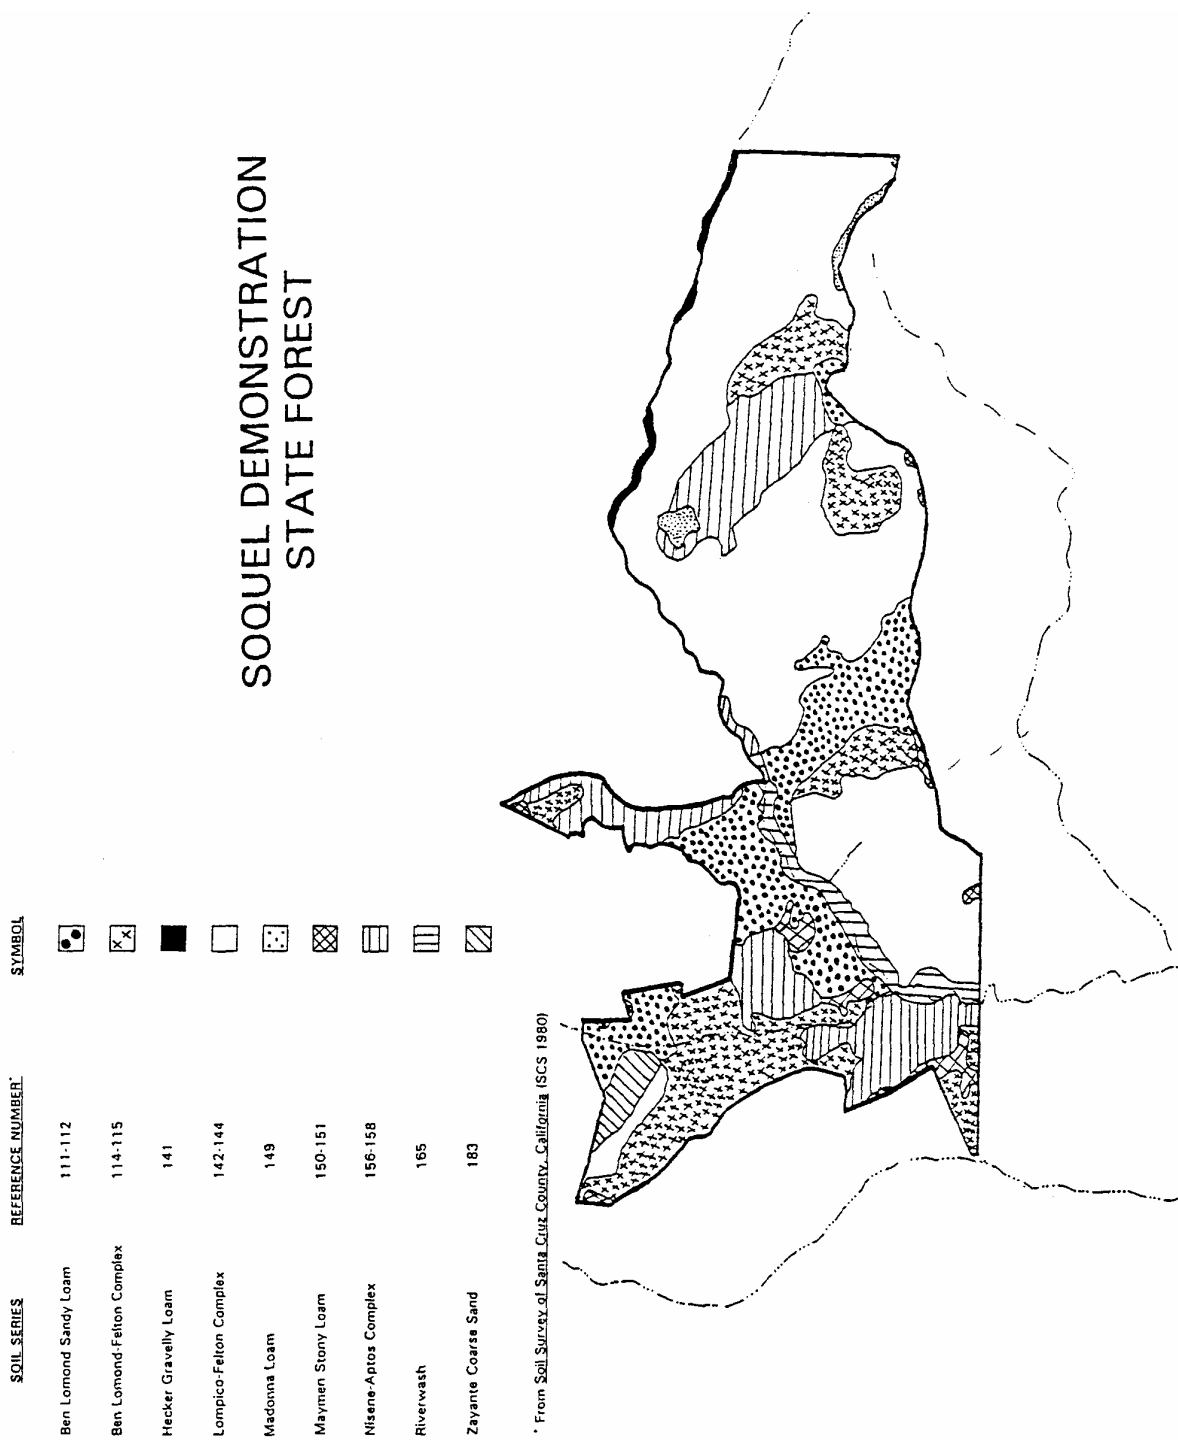 SOQUEL DEMONSTRATION
STATE FOREST
SOIL SERIES REFERENCE NUMBER* SYMBOL
Ben Lomond Sandy Loam 111-112
Ben Lomond-Felton Complex 114-115
Hecker Gravelly Loam 141
Lompico-Felton Complex 142-144
Madonna Loam 149
Maymen Stony Loam 150-151
Nisene-Aptos Complex 156-158
Riverwash 165
Zayante Coarse Sand 183
* From Soil Survey of Santa Cruz County, California (SCS 1980)